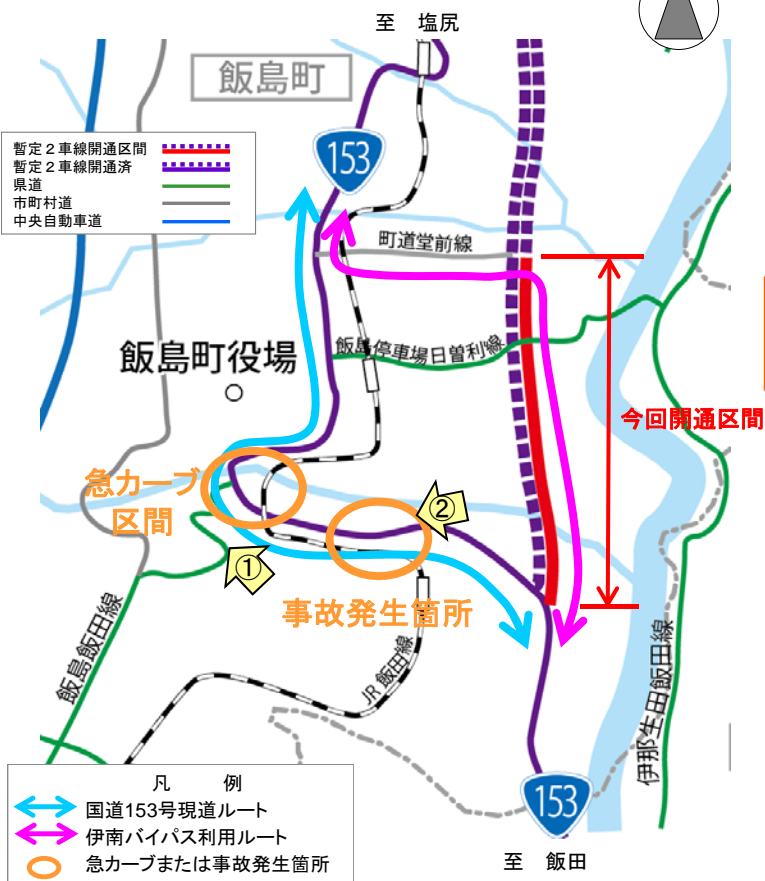 至 塩尻
飯島町
暫定２車線開通区間
暫定２車線開通済
県道
市町村道
中央自動車道
153
町道堂前線
飯島停車場日曽利線
飯島町役場
今回開通区間
急カーブ
区間
②
①
事故発生箇所
飯島飯田線
JR飯田線
伊那生田飯田線
凡 例
国道153号現道ルート
伊南バイパス利用ルート
急カーブまたは事故発生箇所
153
至 飯田